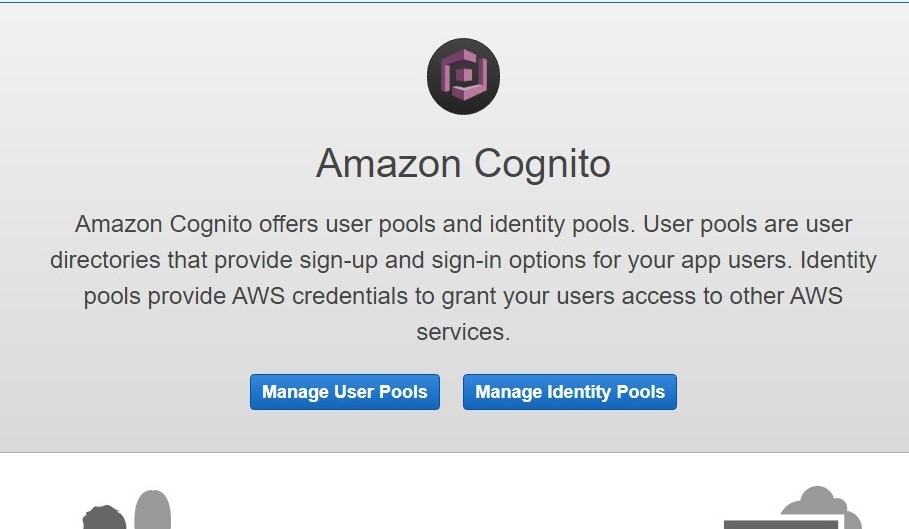 Amazon Cognito
Amazon Cognito offers user pools and identity pools. User pools are user
directories that provide sign-up and sign-in options for your app users. Identity
pools provide AWS credentials to grant your users access to other AWS
services.
Manage User Pools
Manage Identity Pools